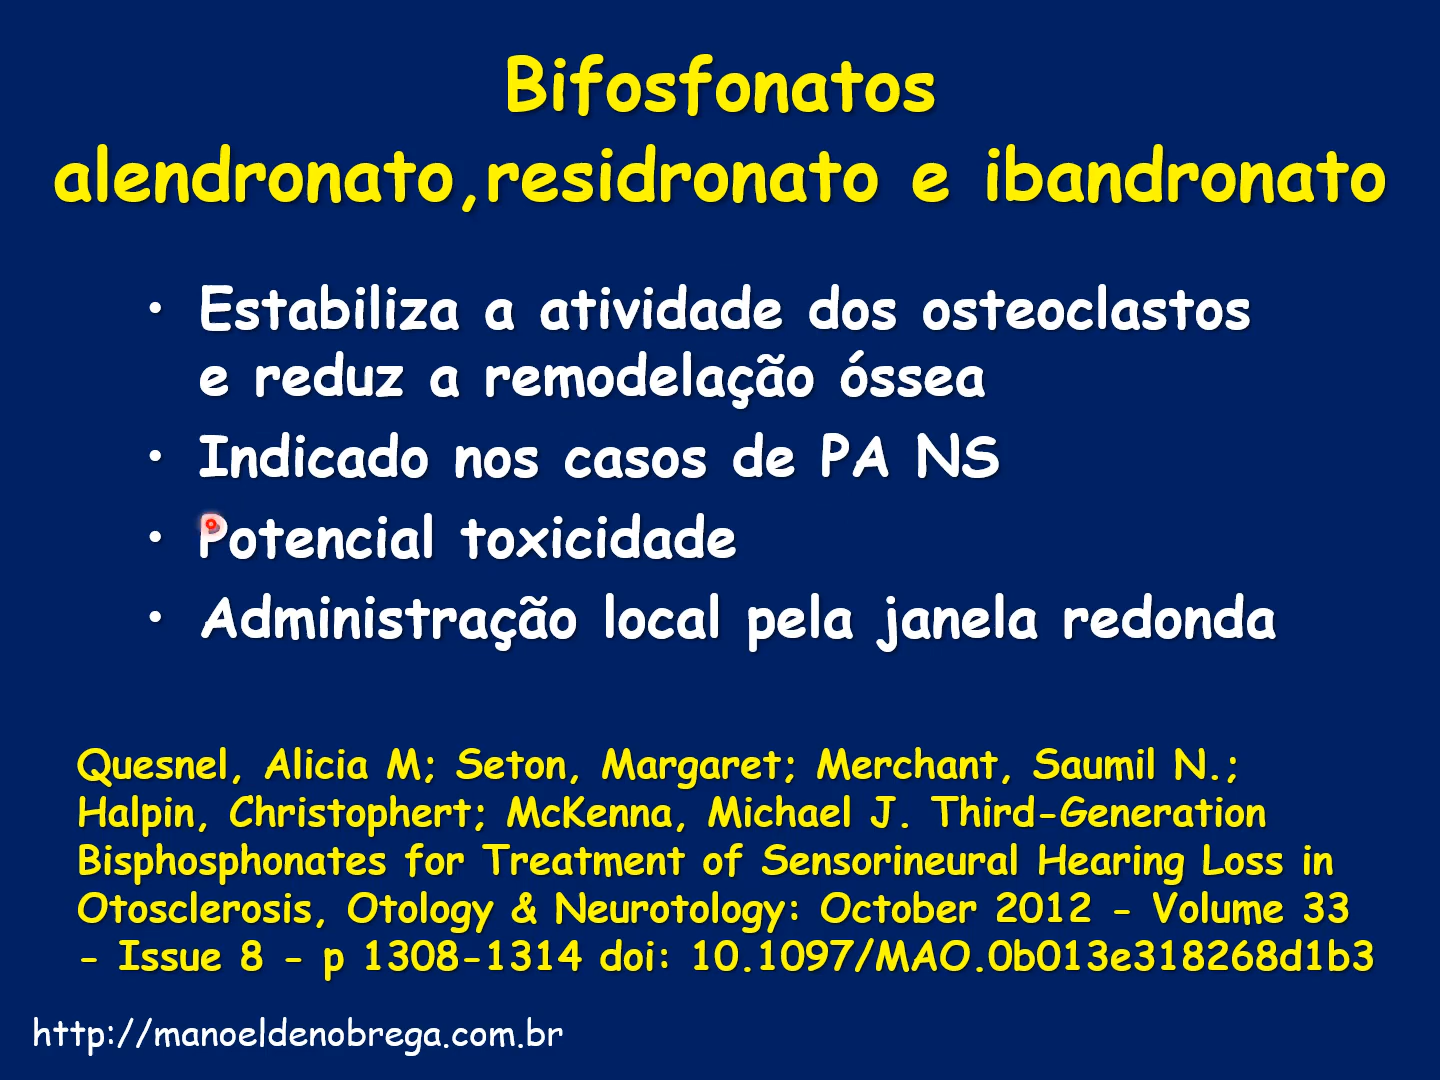 Bifosfonatos
alendronato,residronato e ibandronato
• Estabiliza a atividade dos osteoclastos
e reduz a remodelação óssea
• Indicado nos casos de PA NS
• Potencial toxicidade
• Administração local pela janela redonda
Quesnel, Alicia M; Seton, Margaret; Merchant, Saumil N.;
Halpin, Christophert; McKenna, Michael J. Third-Generation
Bisphosphonates for Treatment of Sensorineural Hearing Loss in
Otosclerosis, Otology & Neurotology: October 2012 - Volume 33
- Issue 8 - p 1308-1314 doi: 10.1097/MAO.0b013e318268d1b3
http://manoeldenobrega.com.br